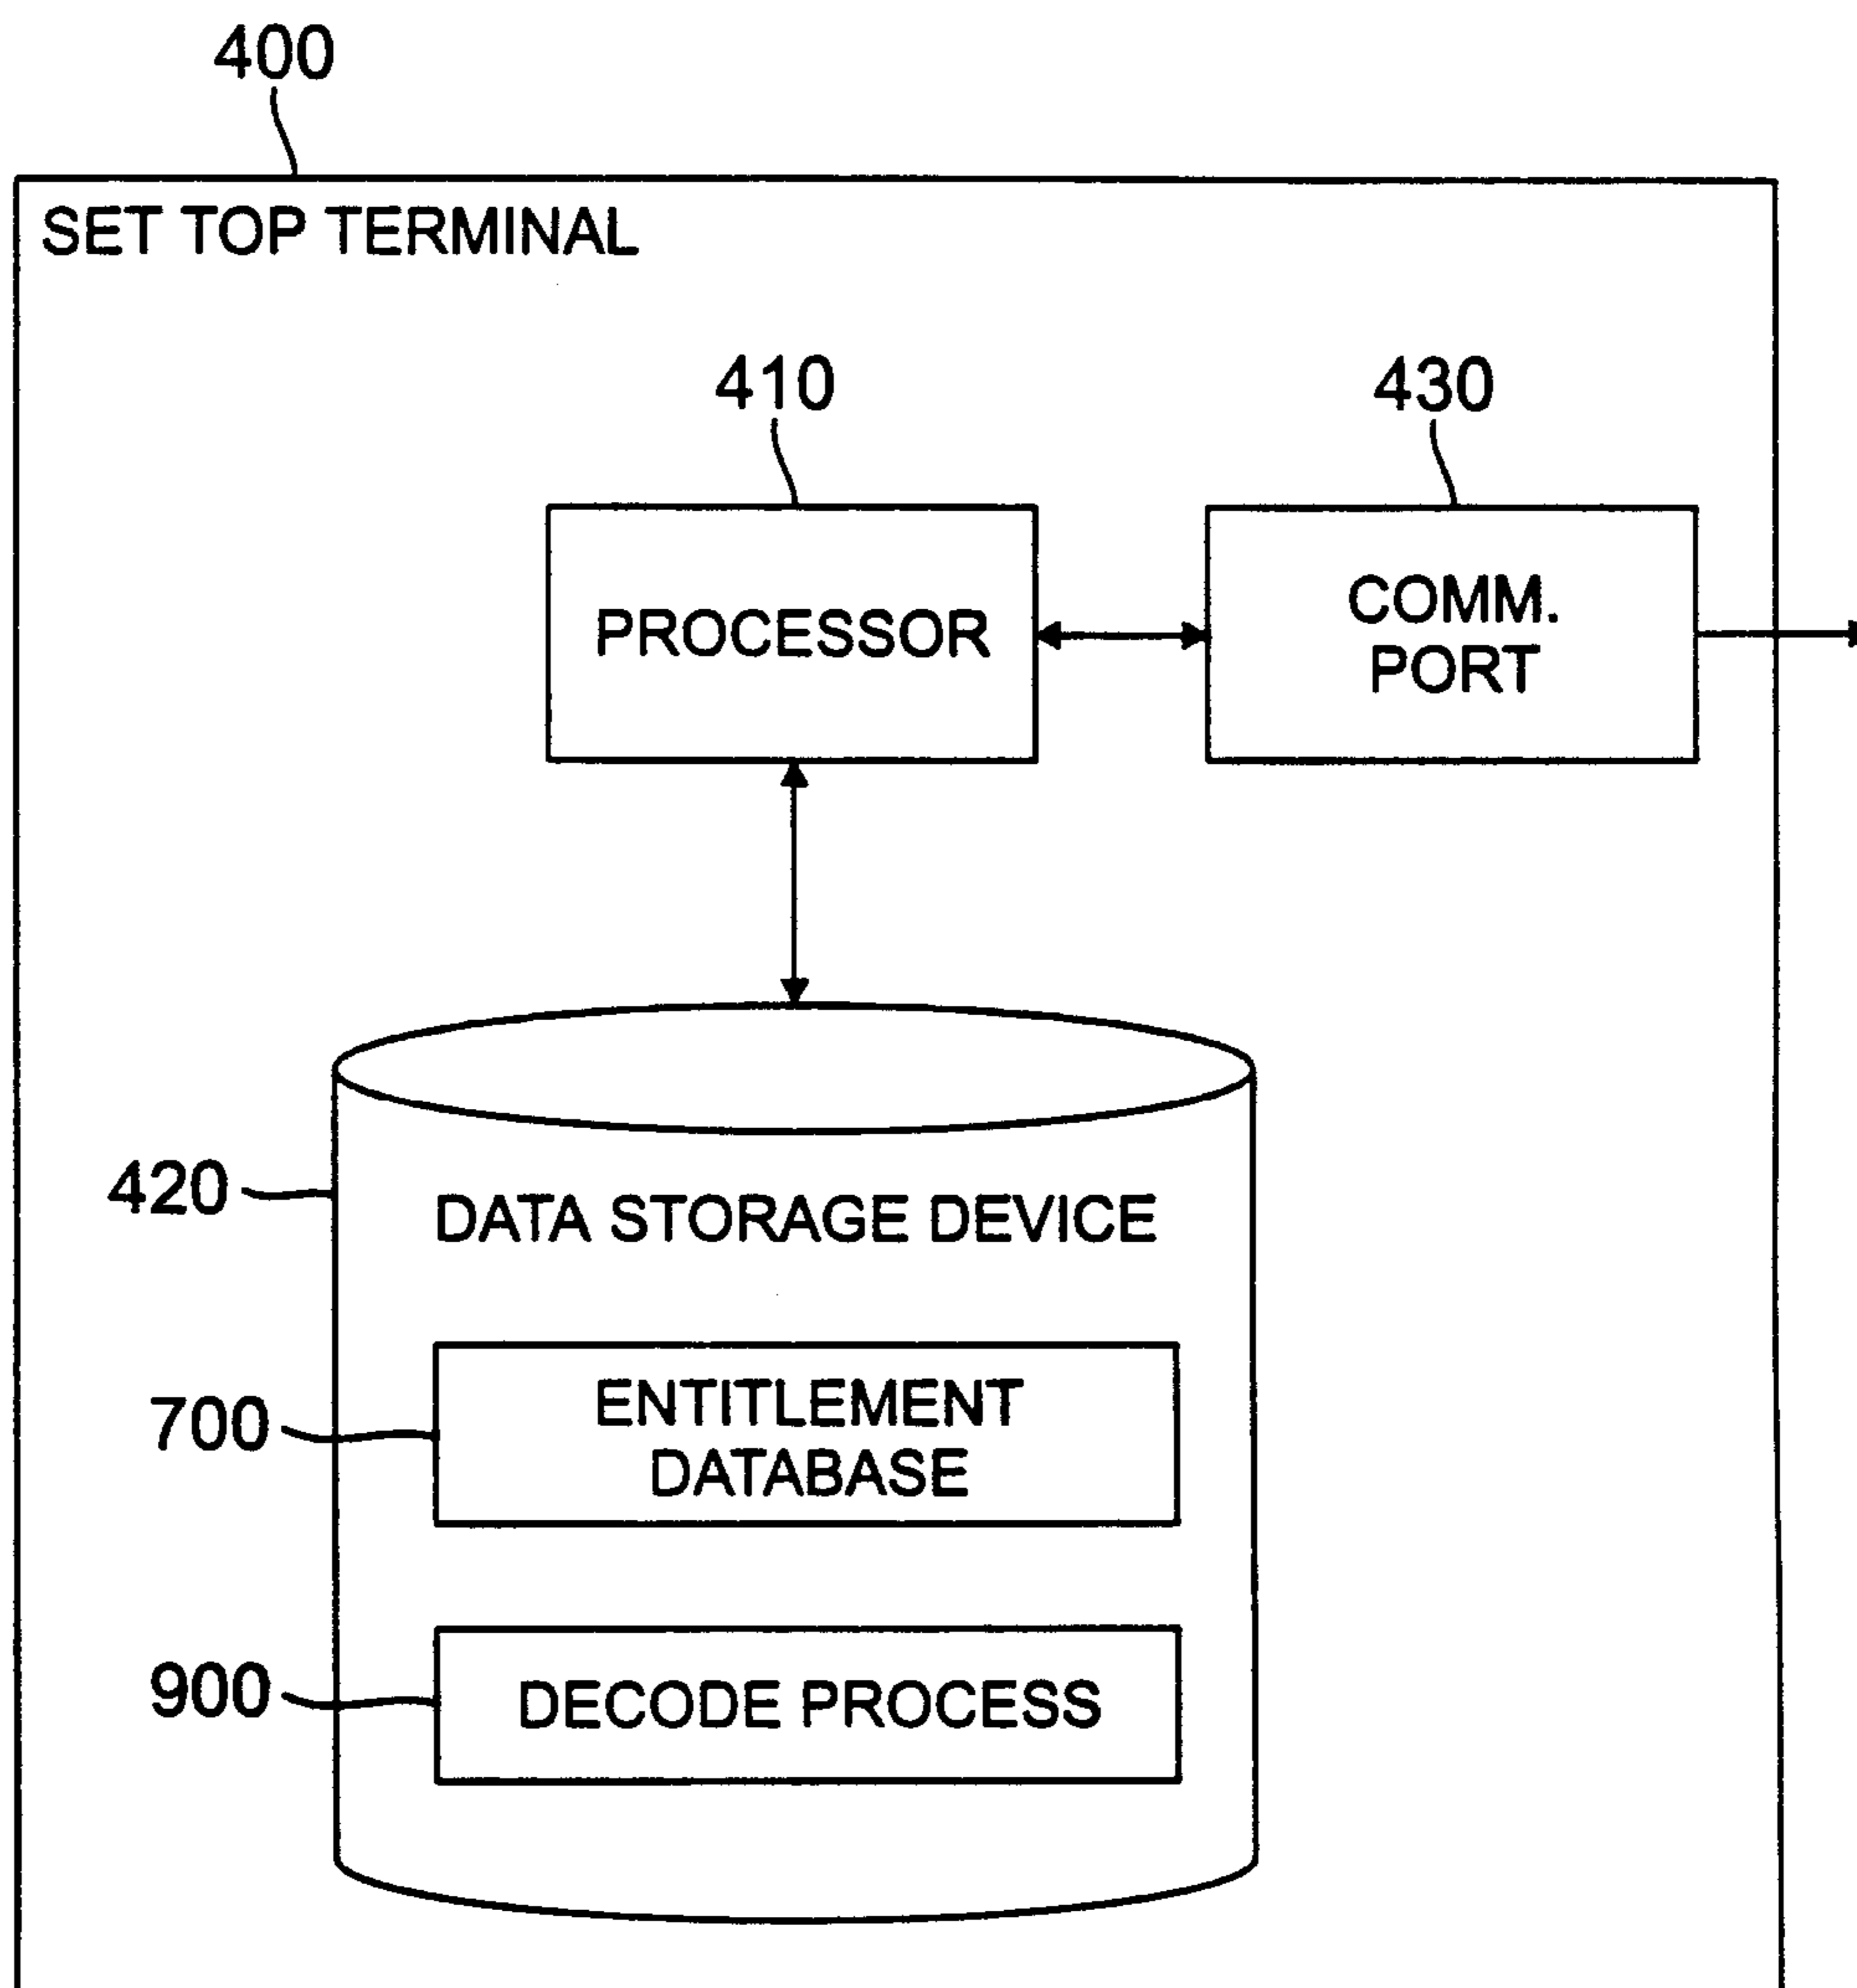 400
SET TOP TERMINAL
410
430
PROCESSOR
COMM.
PORT
420
DATA STORAGE DEVICE
700
ENTITLEMENT
DATABASE
900
DECODE PROCESS